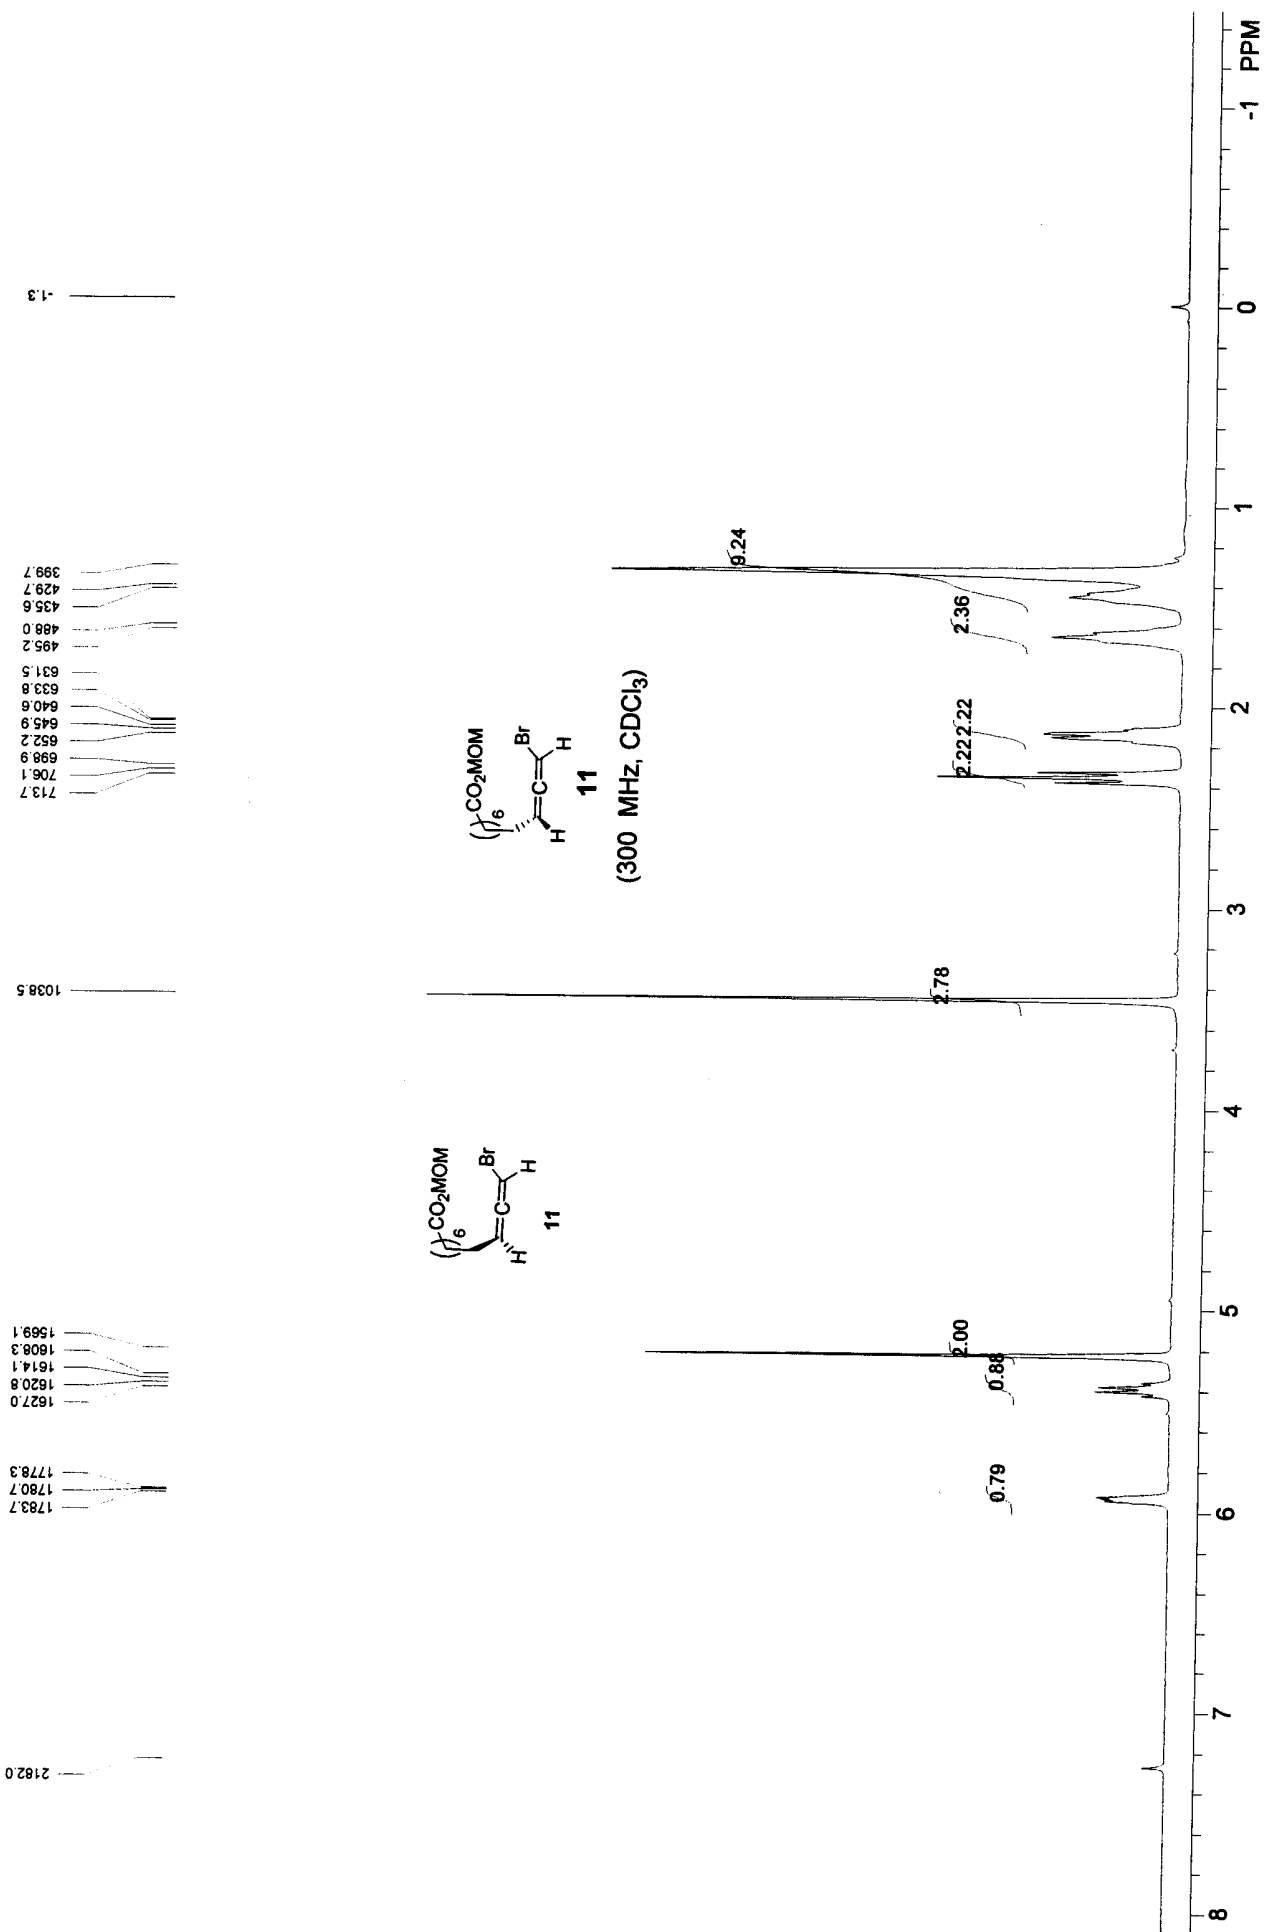 2182.0
1783.7
1780.7
1778.3
1627.0
1620.8
1614.1
1608.3
1569.1
1038.5
713.7
706.1
698.9
652.2
645.9
640.6
633.8
631.5
495.2
488.0
435.6
429.7
399.7
-1.3
( )6 CO2MOM
C
Br
H
H
11
( )6 CO2MOM
C
Br
H
H
11
(300 MHz, CDCl3)
0.79
0.88
2.00
2.78
2.22
2.22
2.36
9.24
8 7 6 5 4 3 2 1 0 -1 PPM